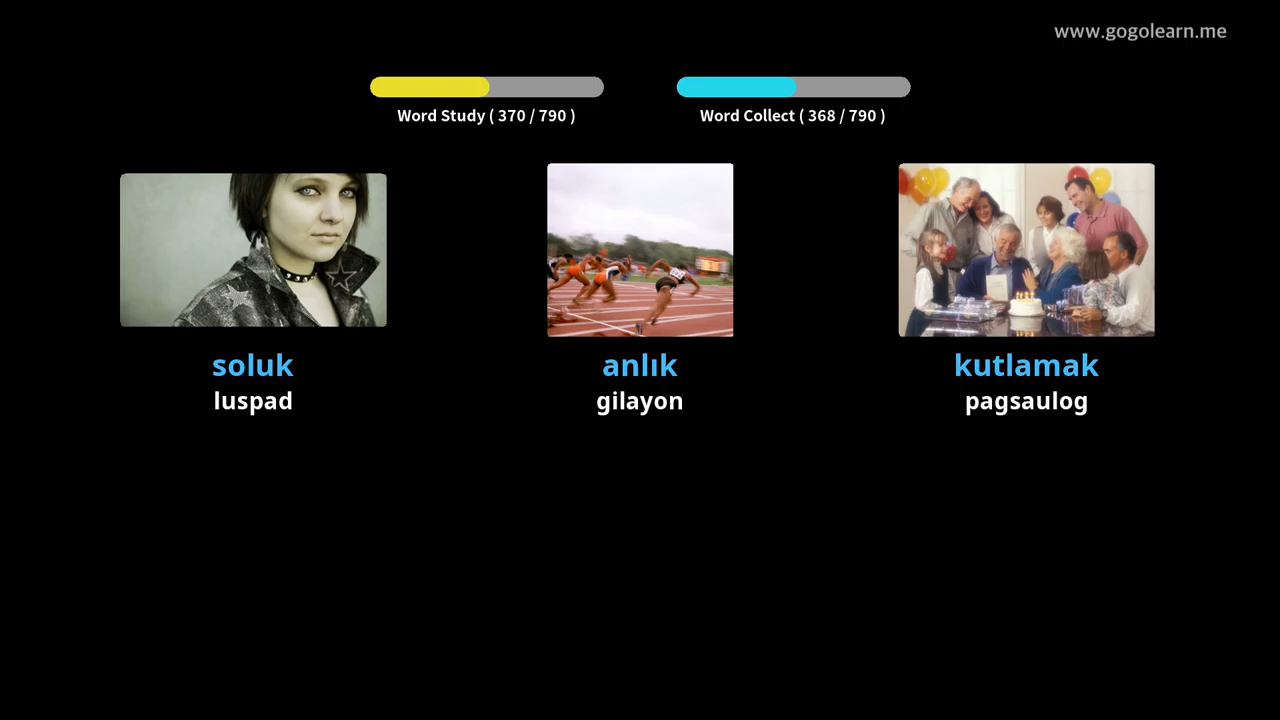 www.gogolearn.me
Word Study ( 370 / 790 )
Word Collect ( 368 / 790 )
soluk
luspad
anlık
gilayon
kutlamak
pagsaulog